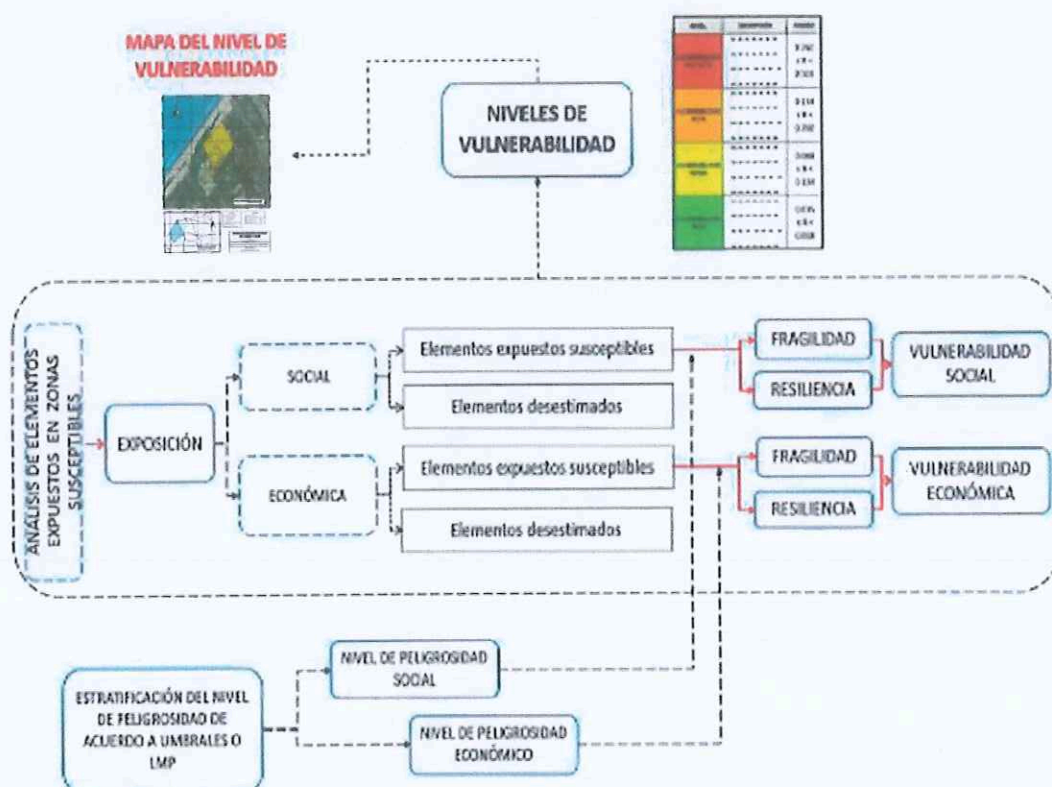 MAPA DEL NIVEL DE
VULNERABILIDAD
NIVELES DE
VULNERABILIDAD
NIVEL
ANÁLISIS DE ELEMENTOS
EXPUESTOS EN ZONAS
SUSCEPTIBLES
EXPOSICIÓN
SOCIAL
Elementos expuestos susceptibles
Elementos desestimados
FRAGILIDAD
RESILIENCIA
VULNERABILIDAD
SOCIAL
ECONÓMICA
Elementos expuestos susceptibles
Elementos desestimados
FRAGILIDAD
RESILIENCIA
VULNERABILIDAD
ECONÓMICA
ESTRATIFICACIÓN DEL NIVEL
DE PELIGROSIDAD DE
ACUERDO A UMBRALES O
LMP
NIVEL DE PELIGROSIDAD
SOCIAL
NIVEL DE PELIGROSIDAD
ECONÓMICO